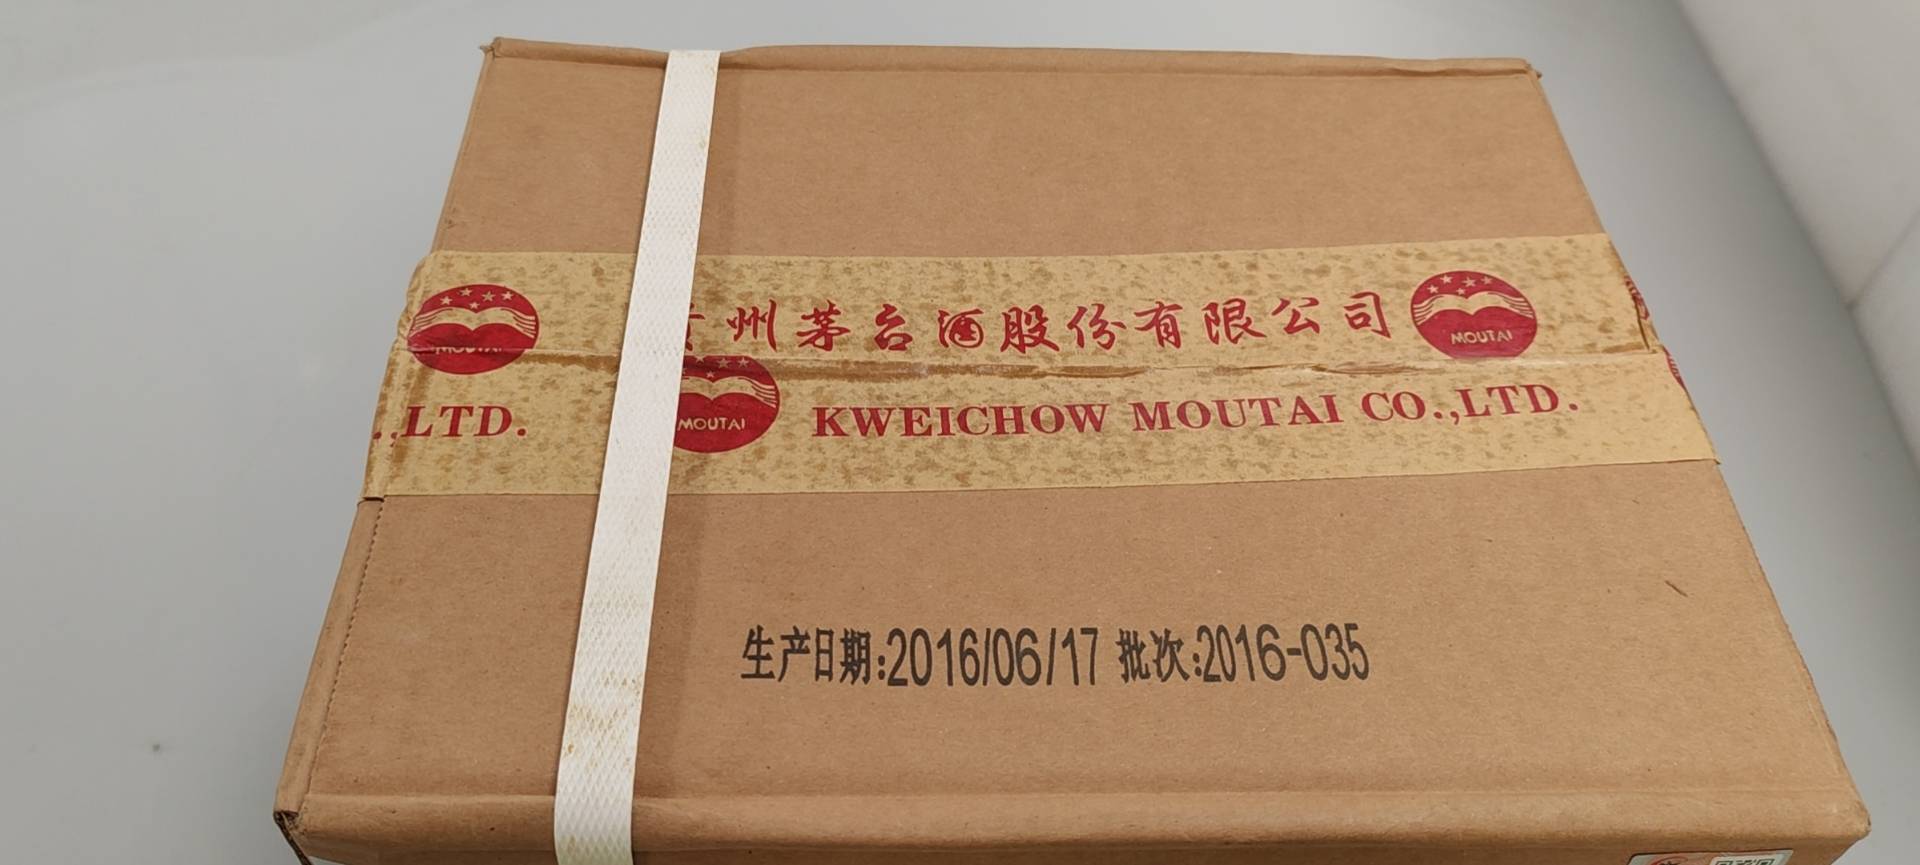 州茅台酒股份有限公司
MOUTAI
MOUTAI
.,LTD.
MOUTAI
KWEICHOW MOUTAI CO.,LTD.
生产日期:2016/06/17 批次:2016-035